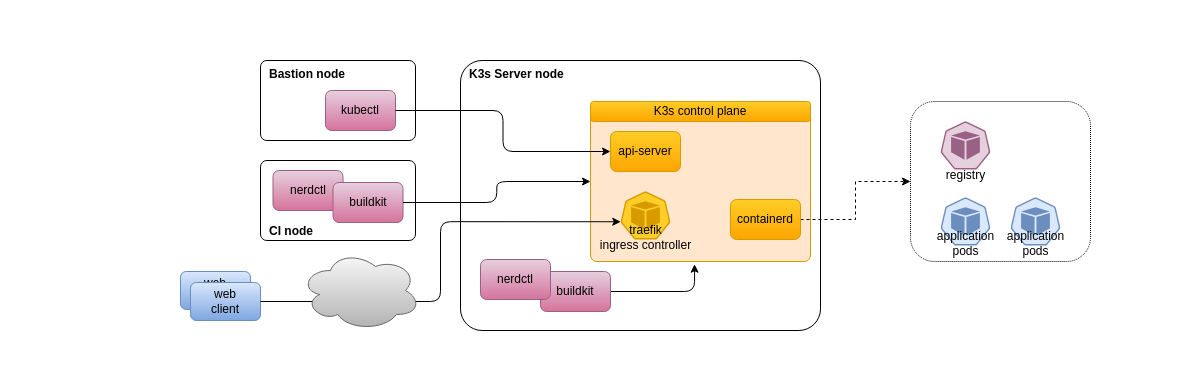 Bastion node
kubectl
nerdctl
buildkit
CI node
web
web
client
K3s Server node
K3s control plane
api-server
traefik
ingress controller
containerd
nerdctl
buildkit
registry
application
pods
application
pods